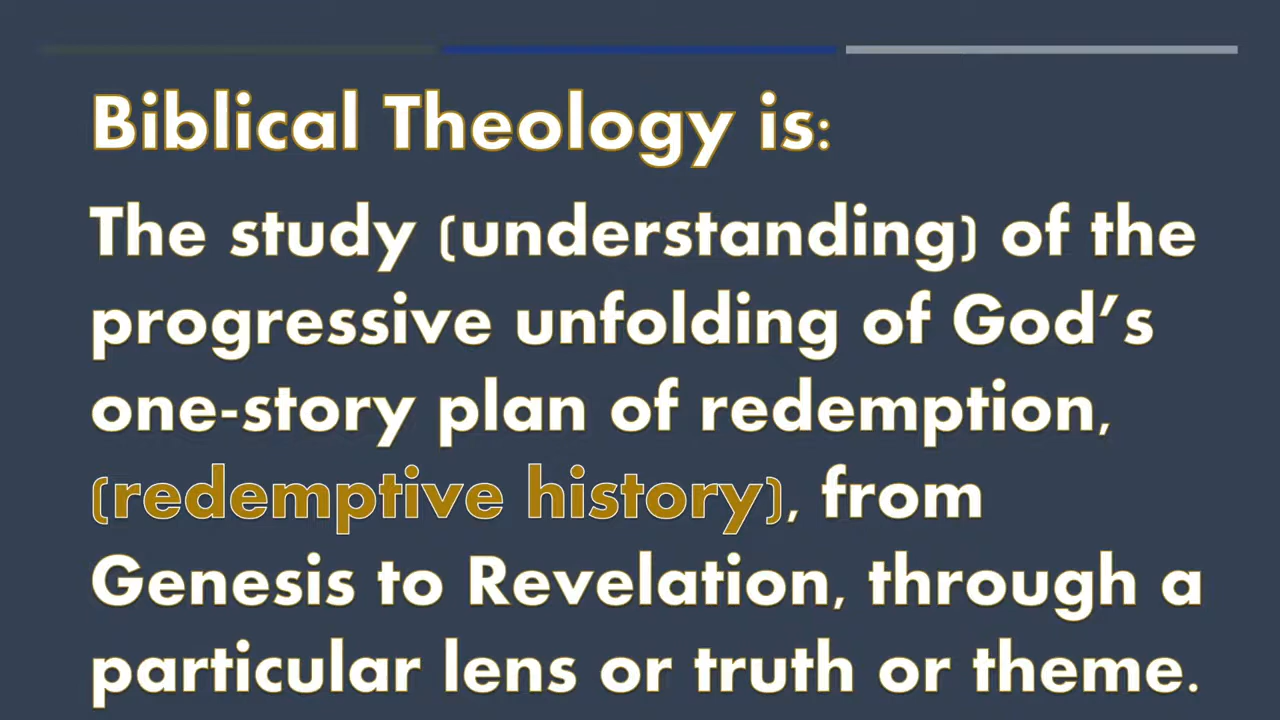 Biblical Theology is:
The study (understanding) of the
progressive unfolding of God’s
one-story plan of redemption,
(redemptive history), from
Genesis to Revelation, through a
particular lens or truth or theme.